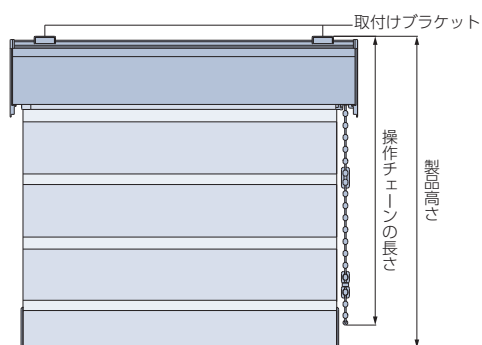 取付けブラケット
操作チェーンの長さ
製品高さ